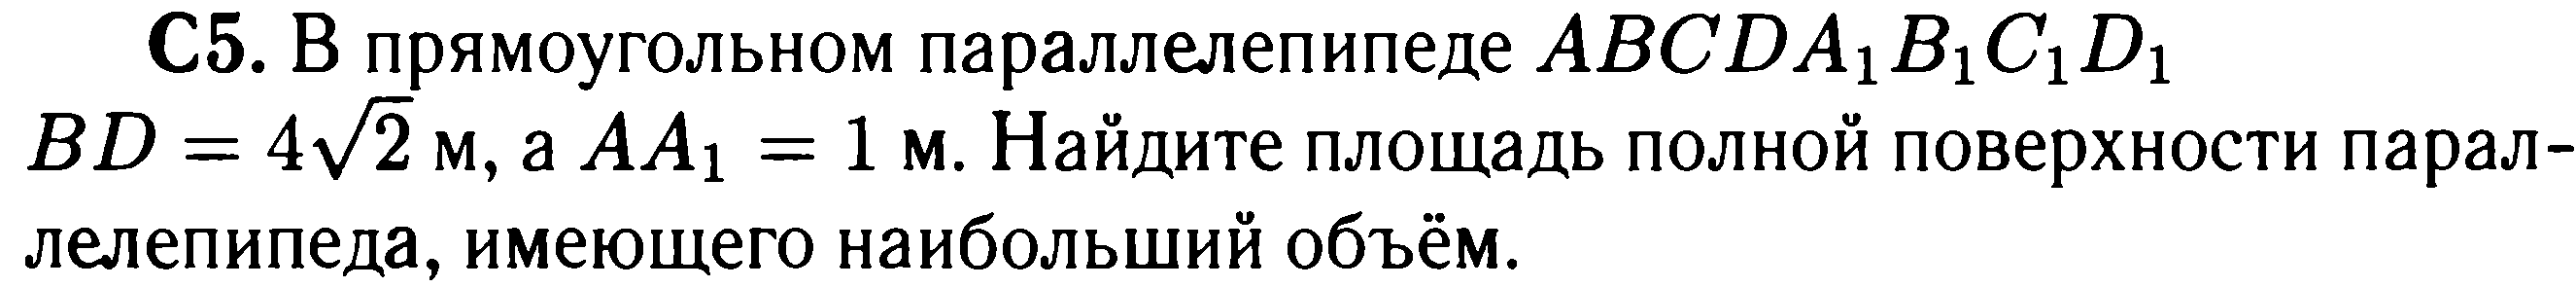 С5. В прямоугольном параллелепипеде ABCDA₁B₁C₁D₁
BD = 4√2 м, а AA₁ = 1 м. Найдите площадь полной поверхности парал-
лелепипеда, имеющего наибольший объём.